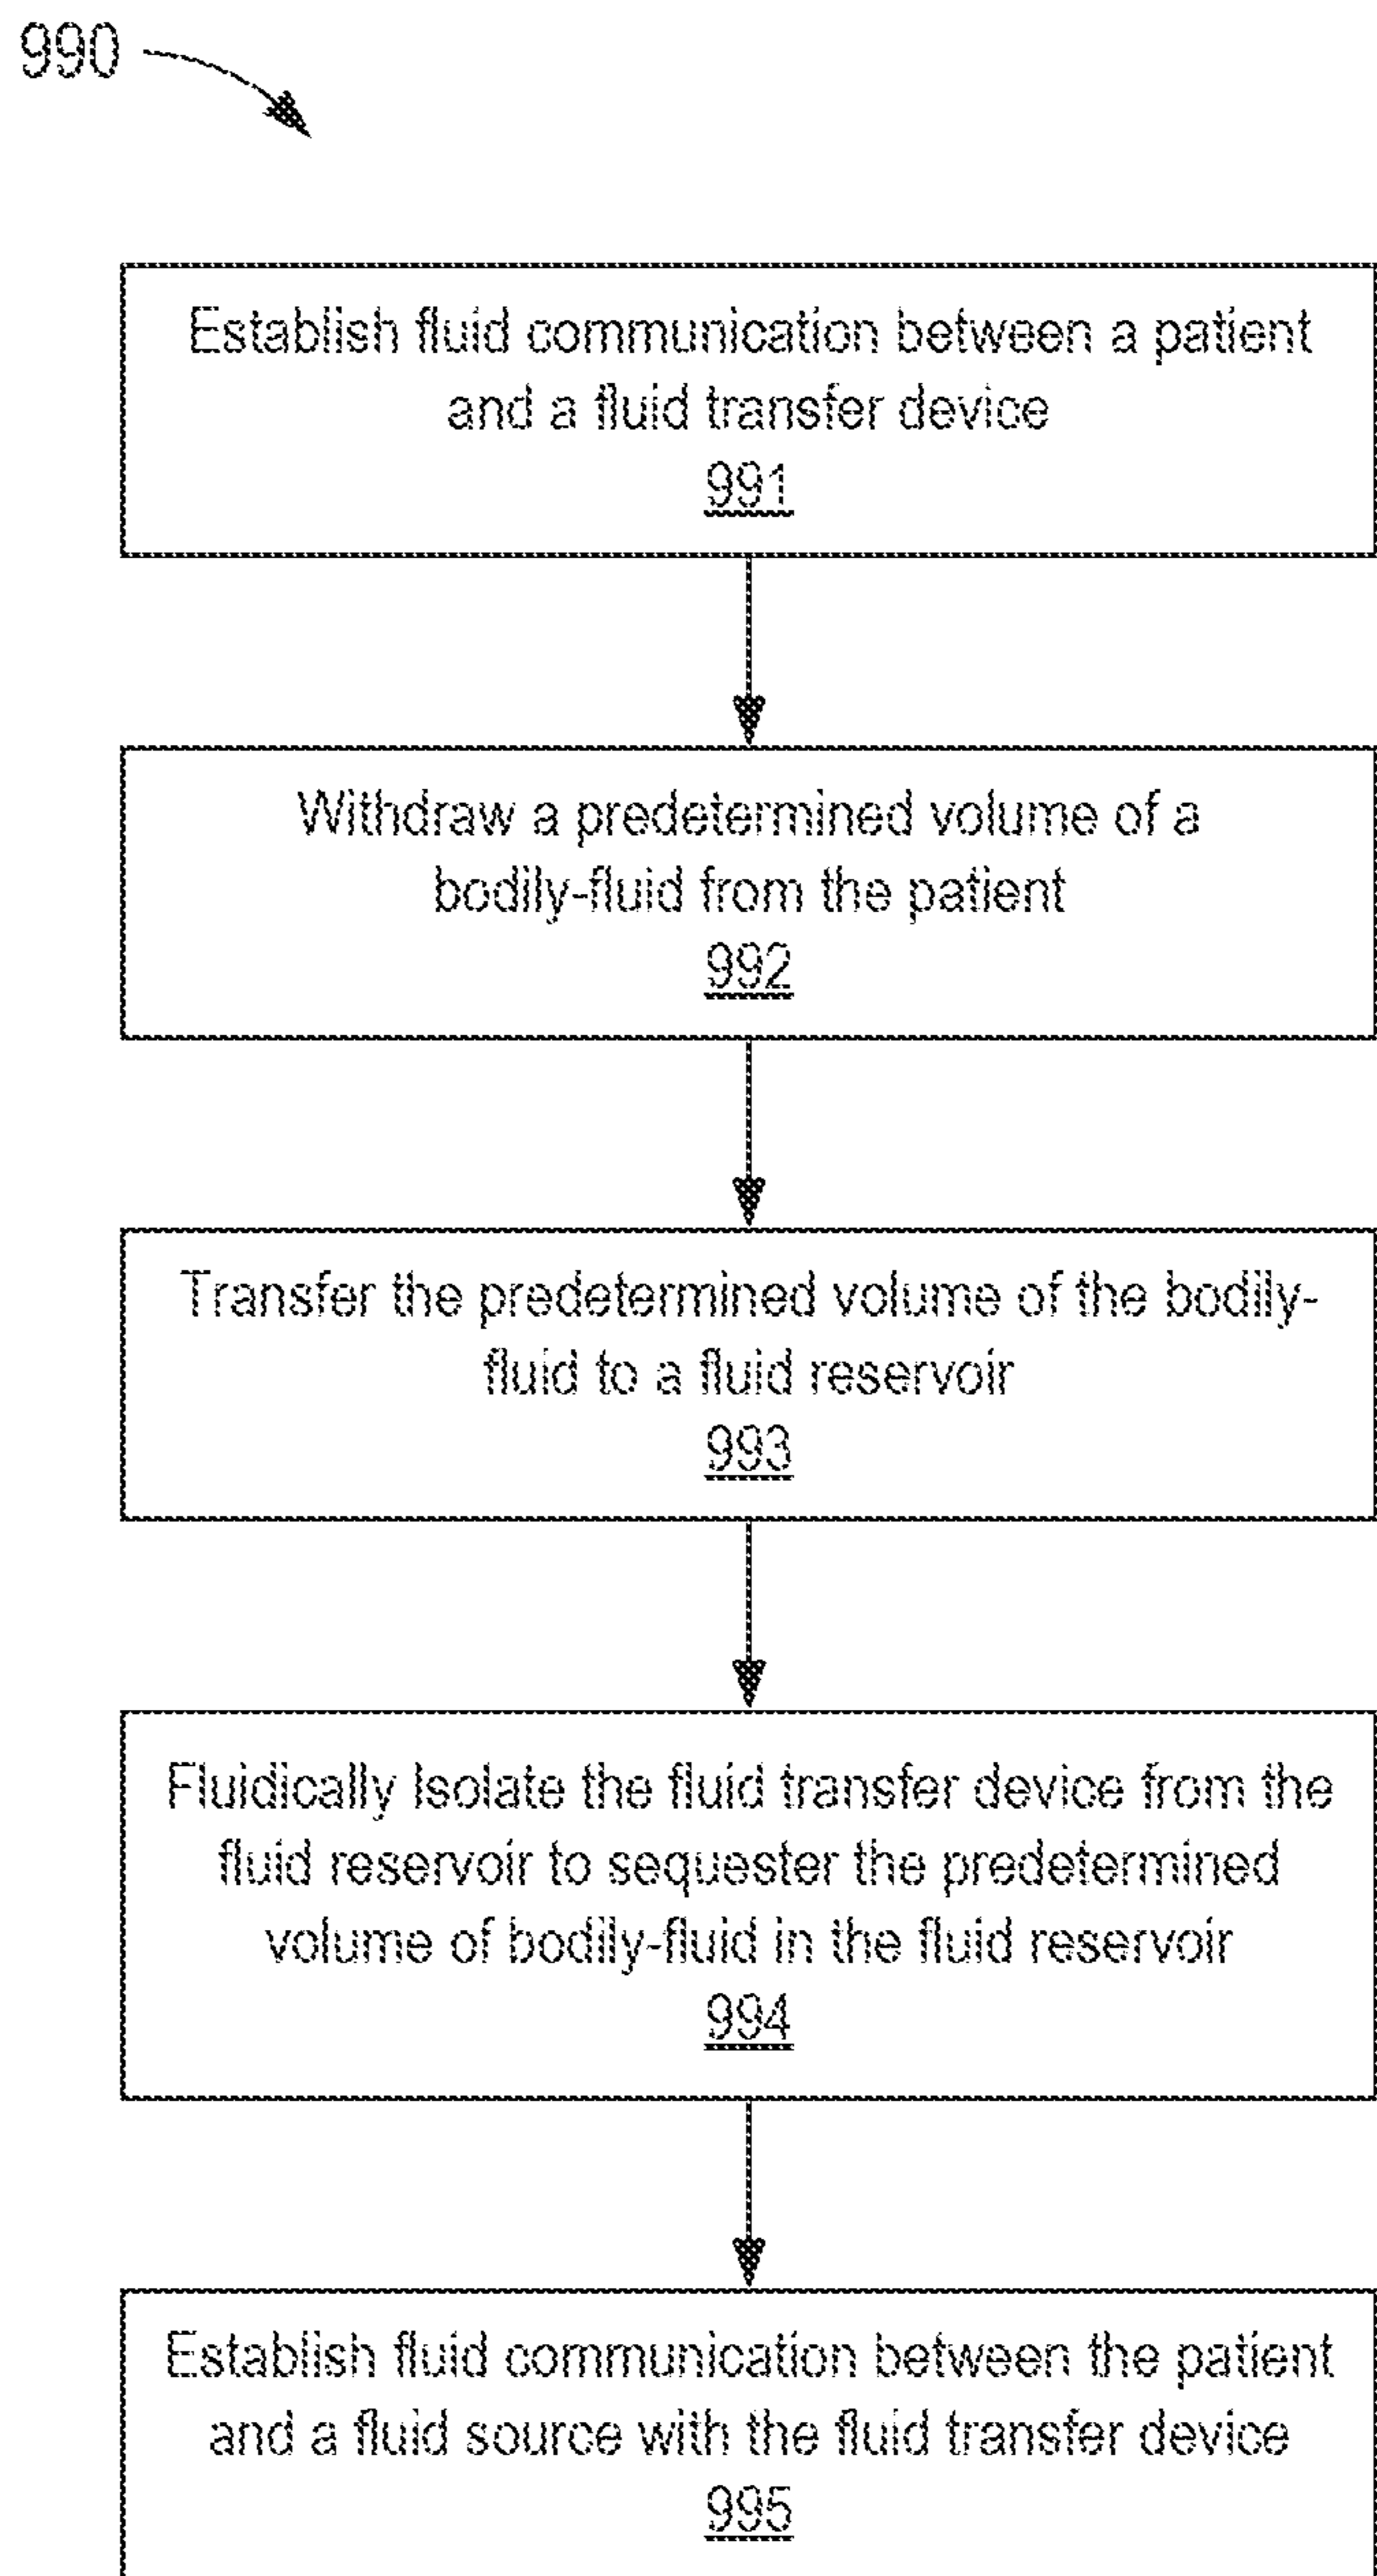 990
Establish fluid communication between a patient
and a fluid transfer device
991
Withdraw a predetermined volume of a
bodily-fluid from the patient
992
Transfer the predetermined volume of the bodily-
fluid to a fluid reservoir
993
Fluidically Isolate the fluid transfer device from the
fluid reservoir to sequester the predetermined
volume of bodily-fluid in the fluid reservoir
994
Establish fluid communication between the patient
and a fluid source with the fluid transfer device
995